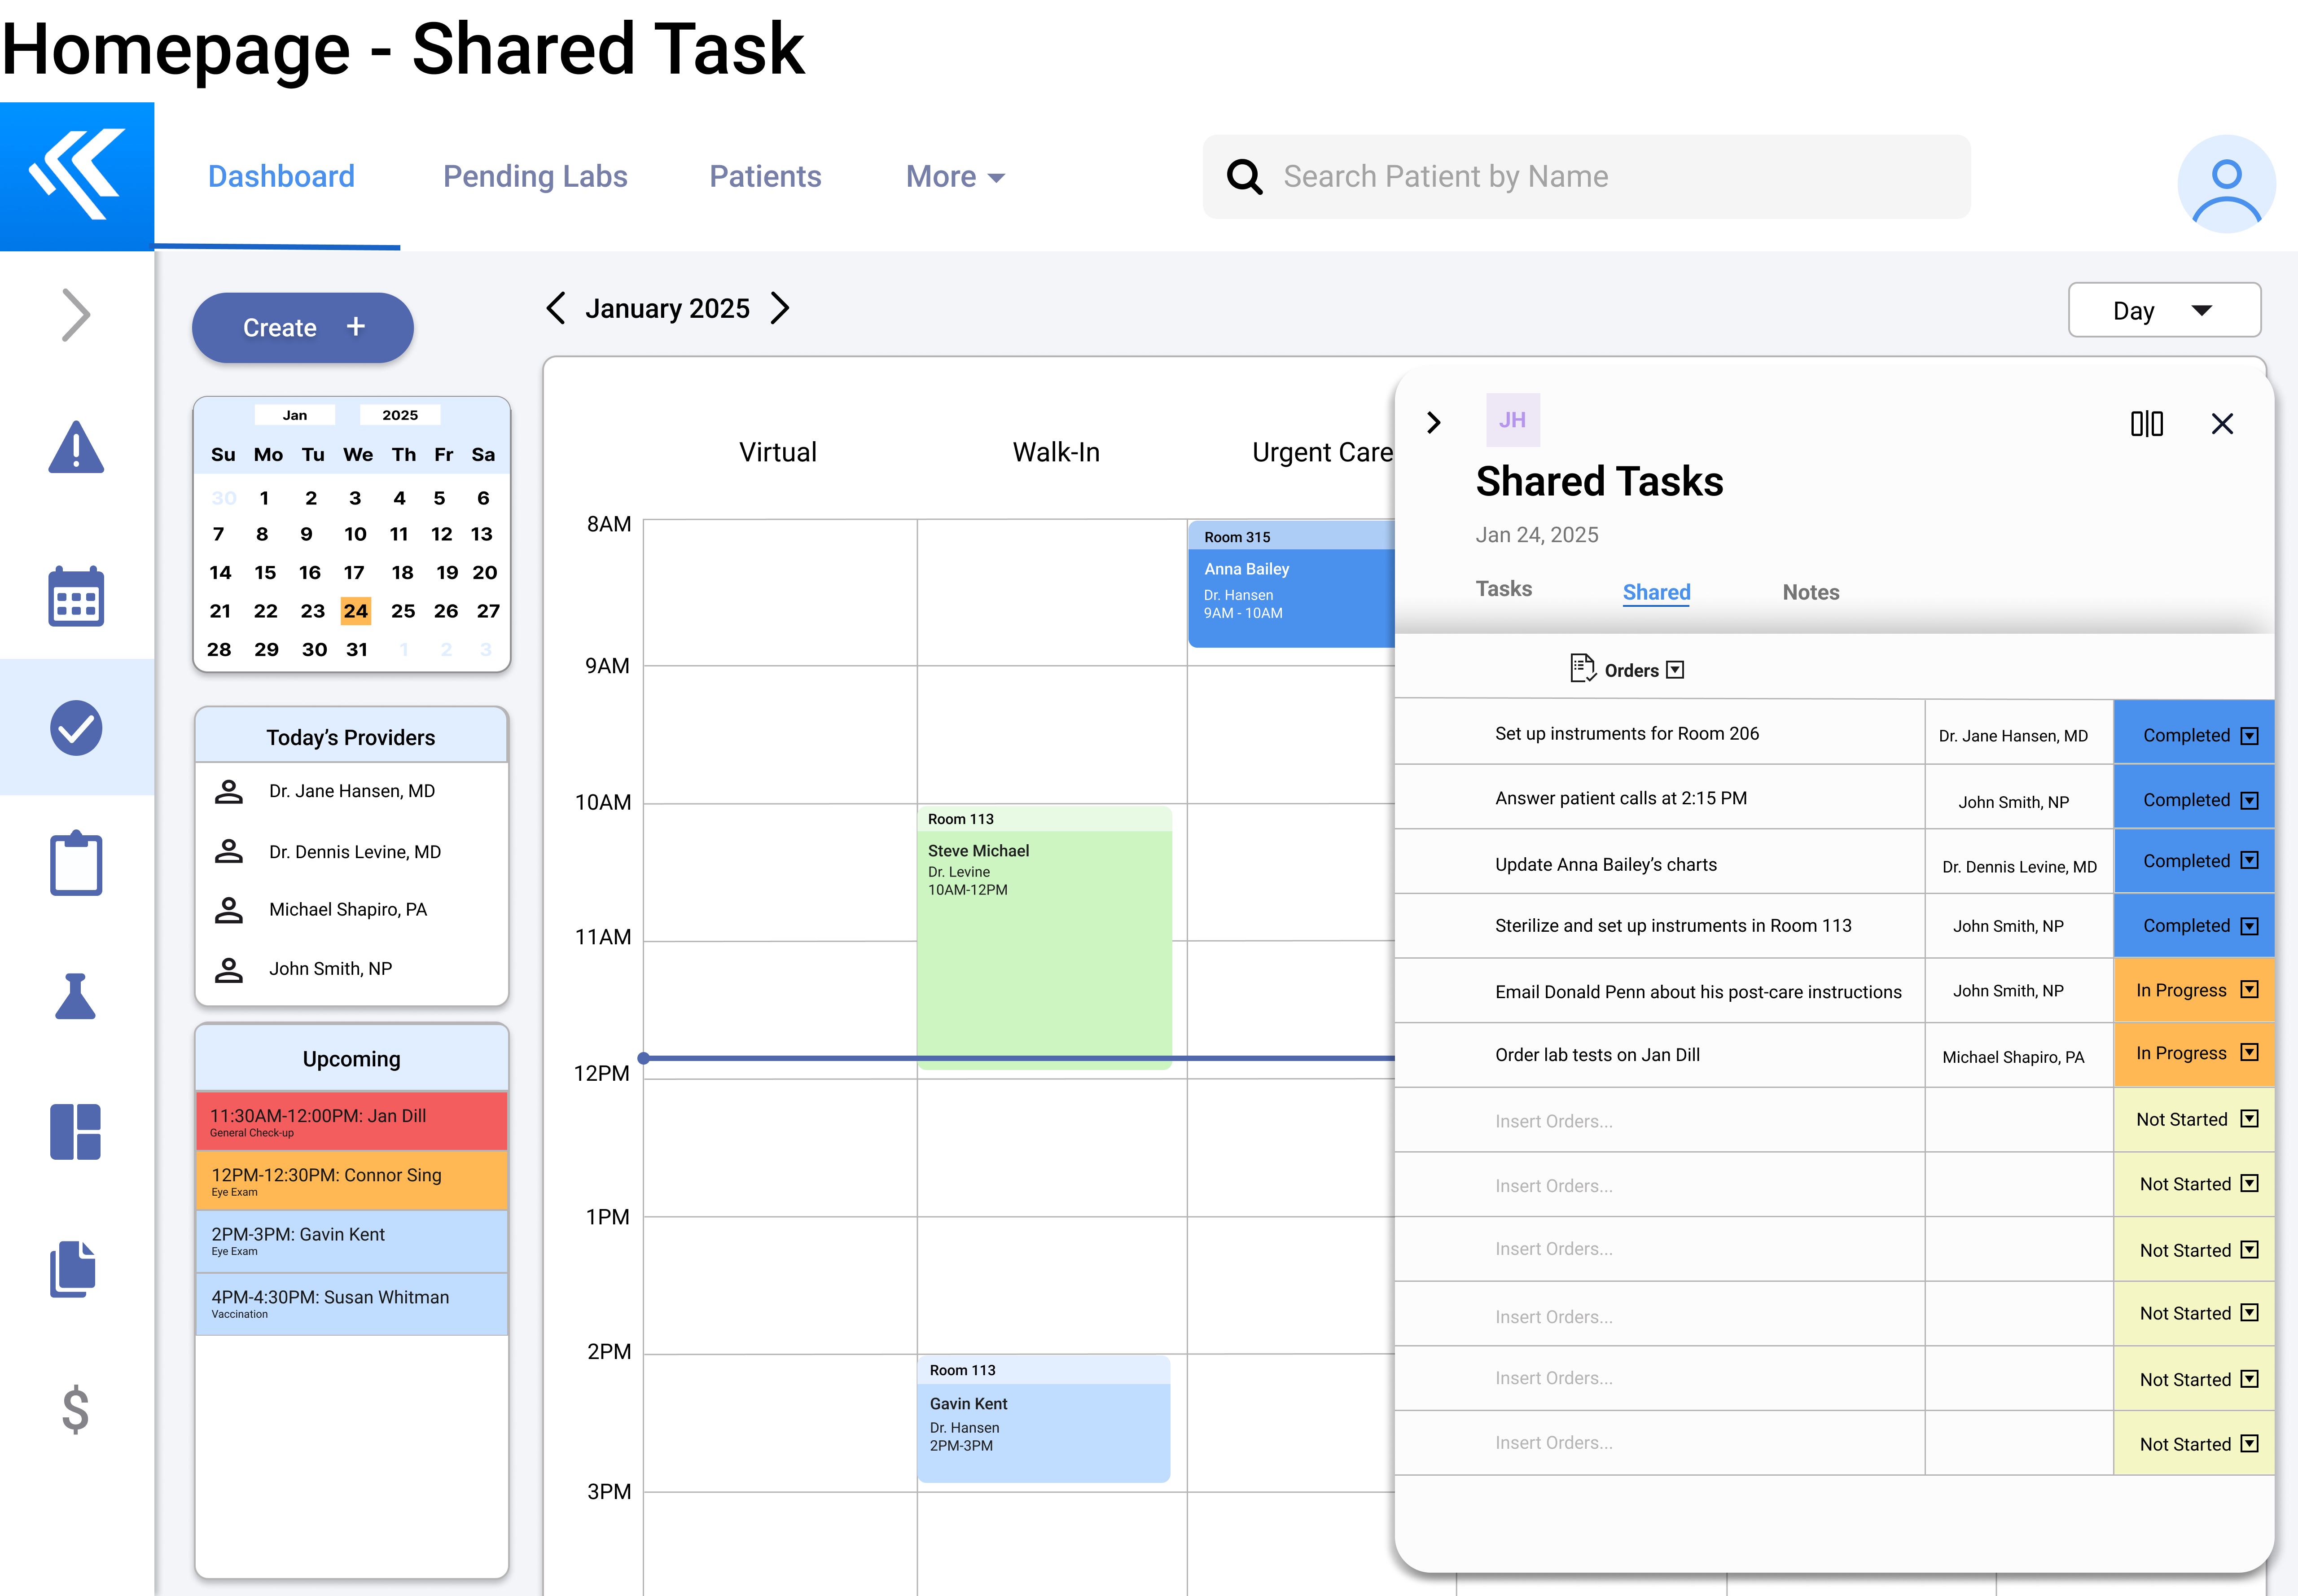 Homepage - Shared Task
Dashboard
Pending Labs
Patients
More
Search Patient by Name
Create +
January 2025
Day
Jan 2025
Su Mo Tu We Th Fr Sa
30 1 2 3 4 5 6
7 8 9 10 11 12 13
14 15 16 17 18 19 20
21 22 23 24 25 26 27
28 29 30 31 1 2 3
Today’s Providers
Dr. Jane Hansen, MD
Dr. Dennis Levine, MD
Michael Shapiro, PA
John Smith, NP
Upcoming
11:30AM-12:00PM: Jan Dill
General Check-up
12PM-12:30PM: Connor Sing
Eye Exam
2PM-3PM: Gavin Kent
Eye Exam
4PM-4:30PM: Susan Whitman
Vaccination
$
Virtual
Walk-In
Urgent Care
8AM
9AM
10AM
11AM
12PM
1PM
2PM
3PM
Room 315
Anna Bailey
Dr. Hansen
9AM - 10AM
Room 113
Steve Michael
Dr. Levine
10AM-12PM
Room 113
Gavin Kent
Dr. Hansen
2PM-3PM
JH
Shared Tasks
Jan 24, 2025
Tasks
Shared
Notes
Orders
Set up instruments for Room 206 Dr. Jane Hansen, MD Completed
Answer patient calls at 2:15 PM John Smith, NP Completed
Update Anna Bailey’s charts Dr. Dennis Levine, MD Completed
Sterilize and set up instruments in Room 113 John Smith, NP Completed
Email Donald Penn about his post-care instructions John Smith, NP In Progress
Order lab tests on Jan Dill Michael Shapiro, PA In Progress
Insert Orders... Not Started
Insert Orders... Not Started
Insert Orders... Not Started
Insert Orders... Not Started
Insert Orders... Not Started
Insert Orders... Not Started